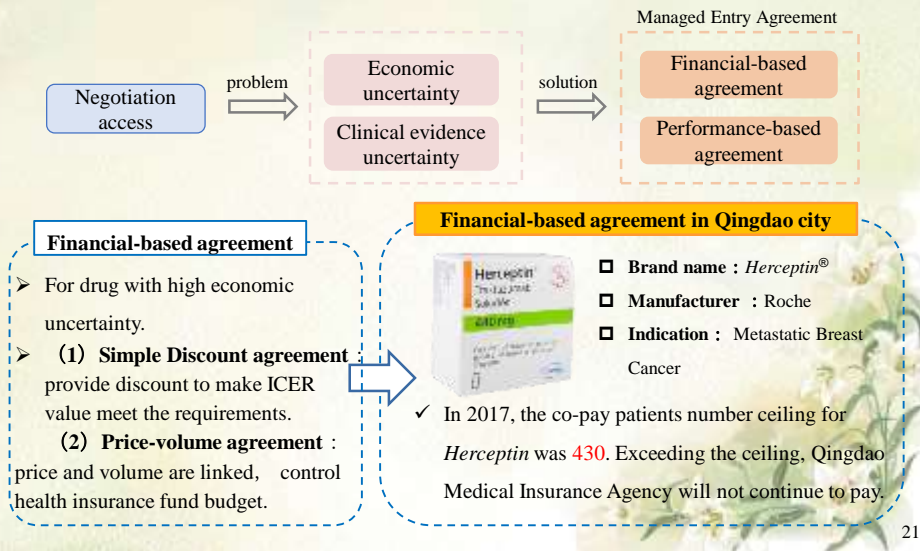 Managed Entry Agreement
Negotiation
access
problem
Economic
uncertainty
Clinical evidence
uncertainty
solution
Financial-based
agreement
Performance-based
agreement
Financial-based agreement
➢ For drug with high economic
uncertainty.
➢ （1）Simple Discount agreement：
provide discount to make ICER
value meet the requirements.
（2）Price-volume agreement：
price and volume are linked， control
health insurance fund budget.
Financial-based agreement in Qingdao city
Herceptin®
440 mg
❑ Brand name：Herceptin®
❑ Manufacturer ：Roche
❑ Indication： Metastatic Breast
Cancer
✓ In 2017, the co-pay patients number ceiling for
Herceptin was 430. Exceeding the ceiling, Qingdao
Medical Insurance Agency will not continue to pay.
21